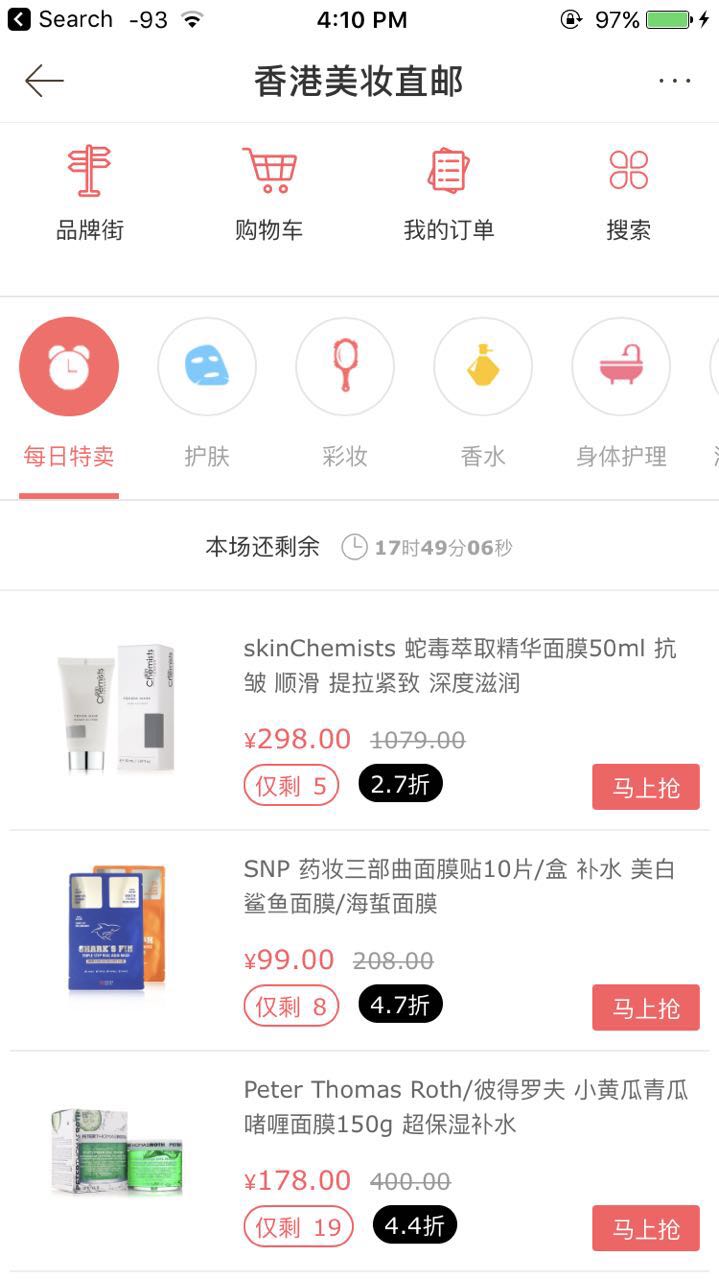 Search -93 4:10 PM 97%
香港美妆直邮
品牌街 购物车 我的订单 搜索
每日特卖 护肤 彩妆 香水 身体护理
本场还剩余 17时49分06秒
skinChemists 蛇毒萃取精华面膜50ml 抗
皱 顺滑 提拉紧致 深度滋润
¥298.00 1079.00
仅剩 5 2.7折 马上抢
SNP 药妆三部曲面膜贴10片/盒 补水 美白
鲨鱼面膜/海蜇面膜
¥99.00 208.00
仅剩 8 4.7折 马上抢
SHARK'S FIN
Peter Thomas Roth/彼得罗夫 小黄瓜青瓜
啫喱面膜150g 超保湿补水
¥178.00 400.00
仅剩 19 4.4折 马上抢